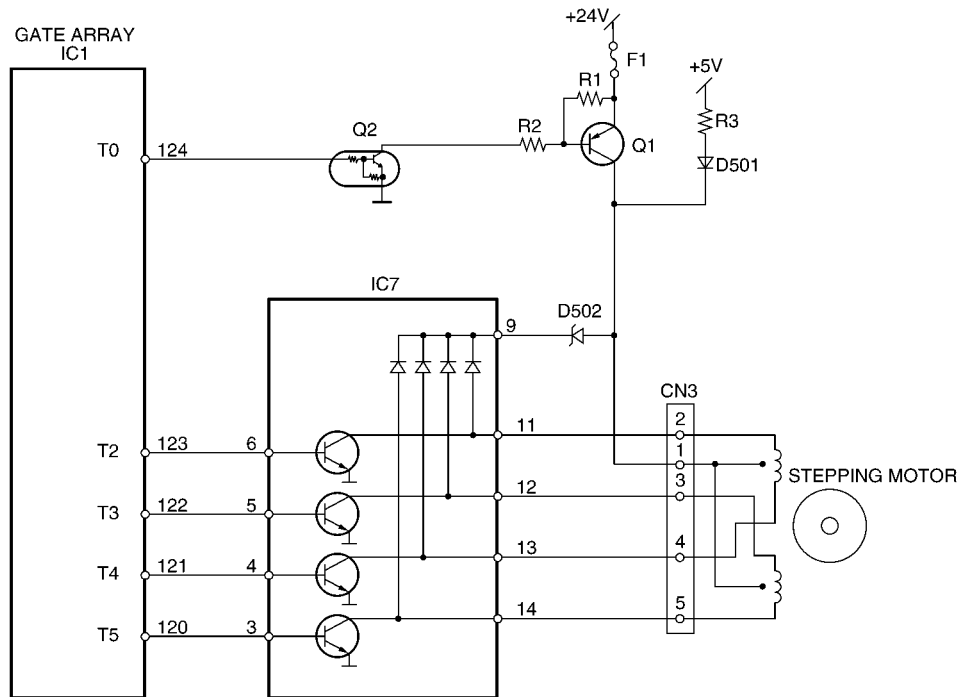 +24V
GATE ARRAY
IC1
F1
+5V
R1
R3
Q2
R2
Q1
T0
124
D501
IC7
D502
9
CN3
11
2
T2
123
6
1
STEPPING MOTOR
12
3
T3
122
5
13
4
T4
121
4
14
5
T5
120
3